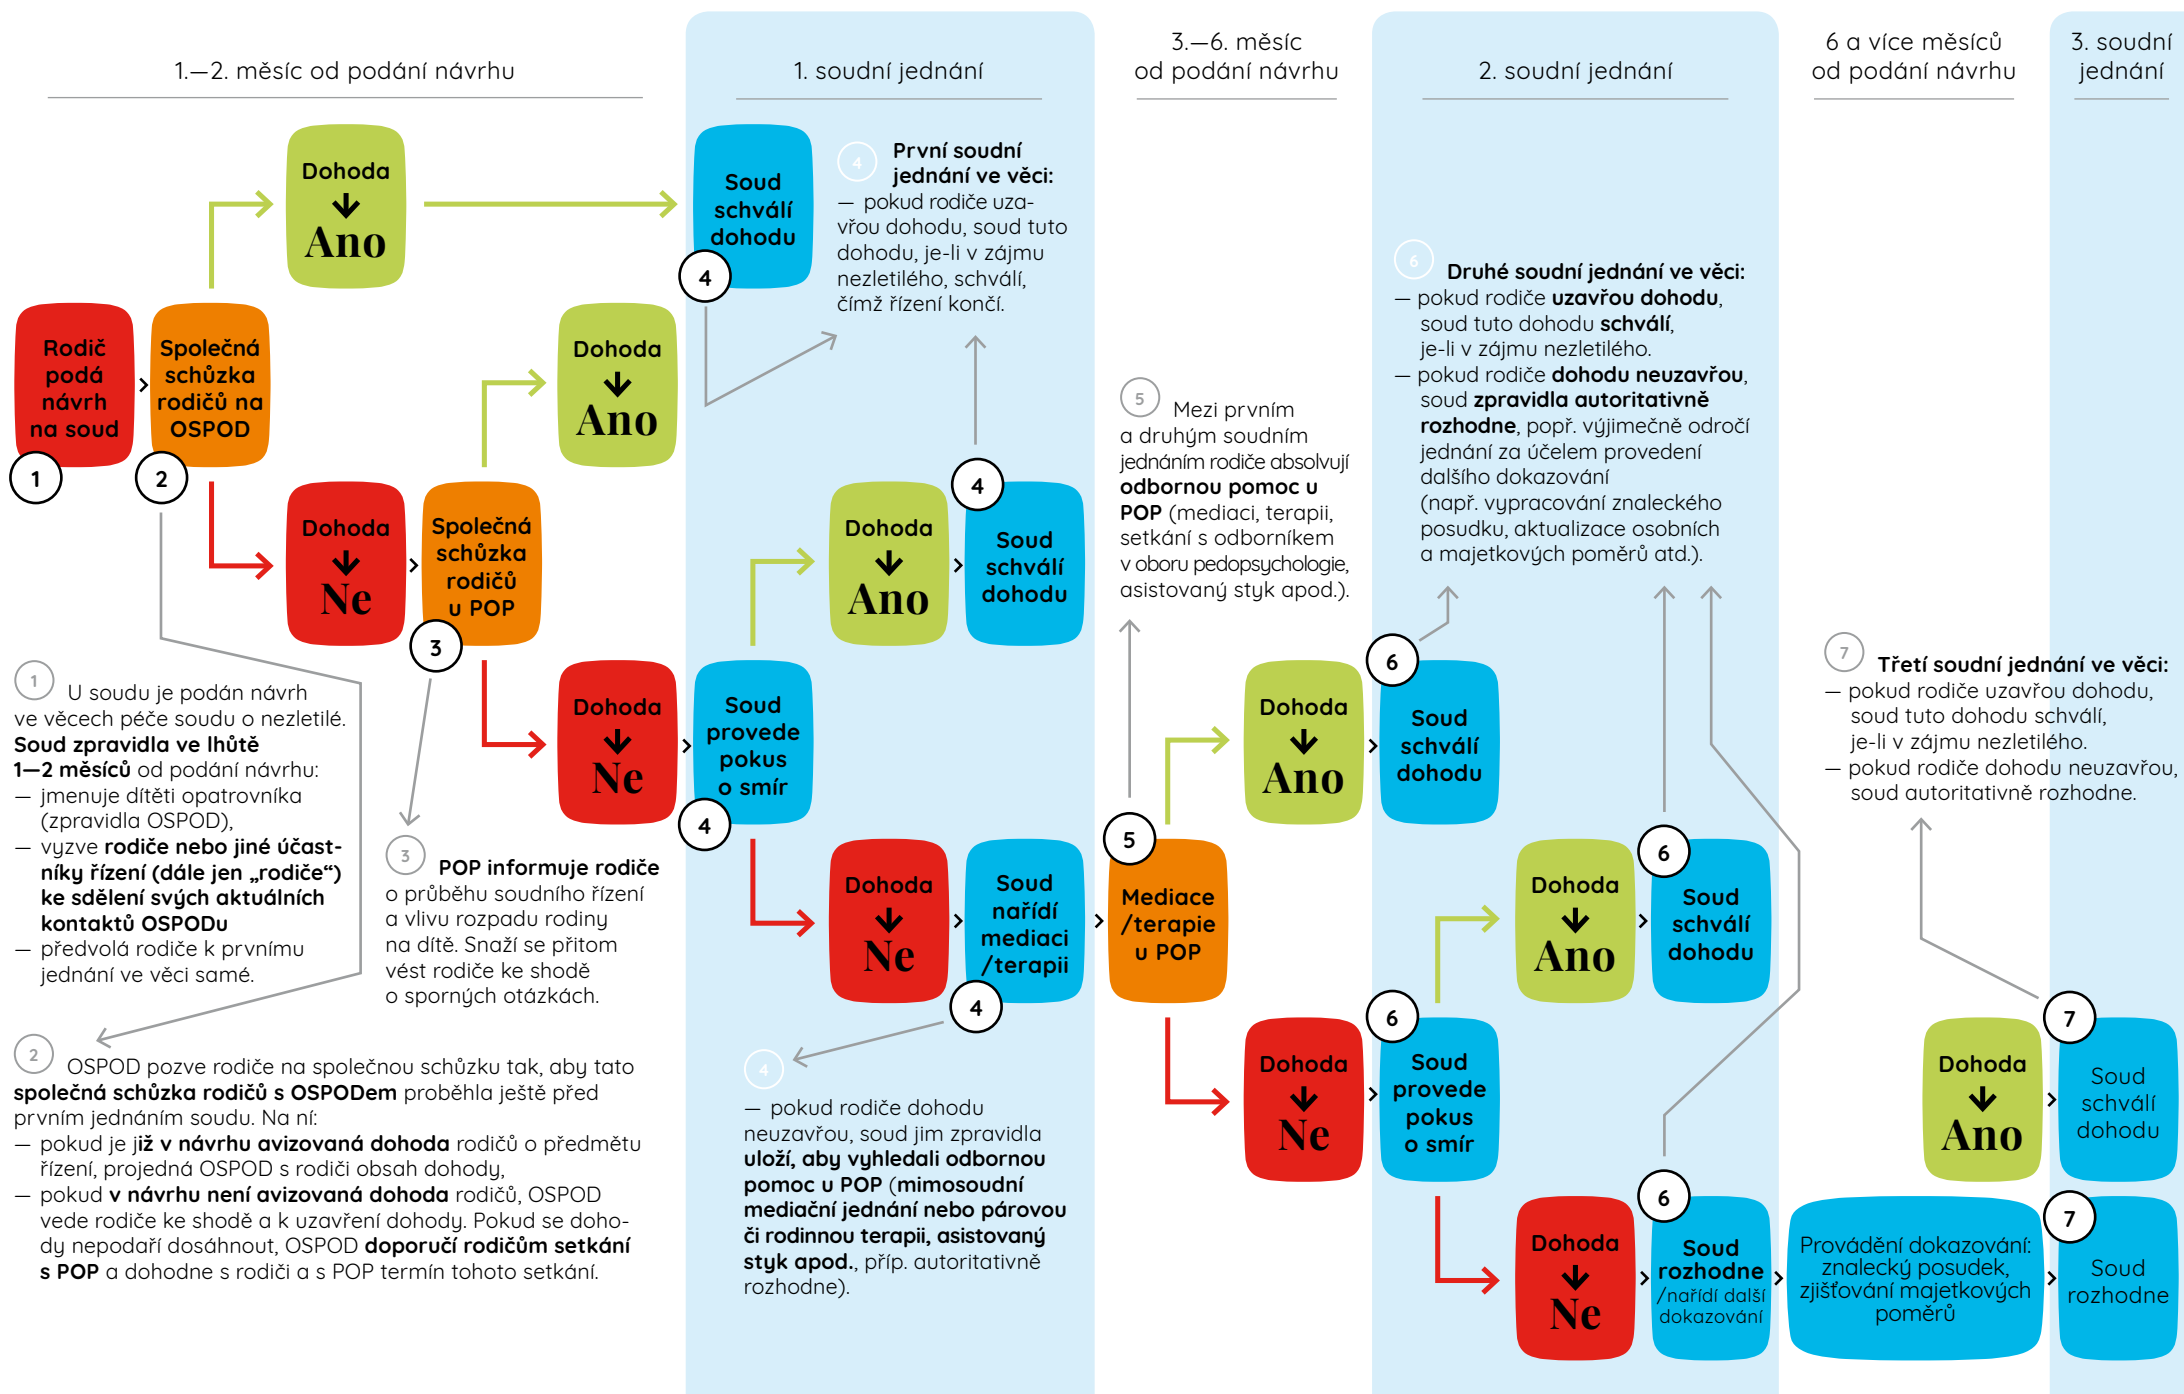 1.—2. měsíc od podání návrhu
1. soudní jednání
3.—6. měsíc
od podání návrhu
2. soudní jednání
6 a více měsíců
od podání návrhu
3. soudní
jednání
Rodič
podá
návrh
na soud
1
Společná
schůzka
rodičů na
OSPOD
2
Dohoda
Ano
Soud
schválí
dohodu
4
Dohoda
Ne
Společná
schůzka
rodičů
u POP
3
Dohoda
Ano
Dohoda
Ne
Soud
provede
pokus
o smír
4
Dohoda
Ano
Soud
schválí
dohodu
4
Dohoda
Ne
Soud
nařídí
mediaci
/terapii
4
Mediace
/terapie
u POP
5
Dohoda
Ano
Soud
schválí
dohodu
6
Dohoda
Ne
Soud
provede
pokus
o smír
6
Dohoda
Ano
Soud
schválí
dohodu
6
Dohoda
Ne
Soud
rozhodne
/nařídí další
dokazování
6
Provádění dokazování:
znalecký posudek,
zjišťování majetkových
poměrů
Dohoda
Ano
Soud
schválí
dohodu
7
Soud
rozhodne
7
1 U soudu je podán návrh
ve věcech péče soudu o nezletilé.
Soud zpravidla ve lhůtě
1—2 měsíců od podání návrhu:
— jmenuje dítěti opatrovníka
(zpravidla OSPOD),
— vyzve rodiče nebo jiné účast-
níky řízení (dále jen „rodiče“)
ke sdělení svých aktuálních
kontaktů OSPODu
— předvolá rodiče k prvnímu
jednání ve věci samé.
2 OSPOD pozve rodiče na společnou schůzku tak, aby tato
společná schůzka rodičů s OSPODem proběhla ještě před
prvním jednáním soudu. Na ní:
— pokud je již v návrhu avizovaná dohoda rodičů o předmětu
řízení, projedná OSPOD s rodiči obsah dohody,
— pokud v návrhu není avizovaná dohoda rodičů, OSPOD
vede rodiče ke shodě a k uzavření dohody. Pokud se doho-
dy nepodaří dosáhnout, OSPOD doporučí rodičům setkání
s POP a dohodne s rodiči a s POP termín tohoto setkání.
3 POP informuje rodiče
o průběhu soudního řízení
a vlivu rozpadu rodiny
na dítě. Snaží se přitom
vést rodiče ke shodě
o sporných otázkách.
4 První soudní
jednání ve věci:
— pokud rodiče uza-
vřou dohodu, soud tuto
dohodu, je-li v zájmu
nezletilého, schválí,
čímž řízení končí.
4
— pokud rodiče dohodu
neuzavřou, soud jim zpravidla
uloží, aby vyhledali odbornou
pomoc u POP (mimosoudní
mediační jednání nebo párovou
či rodinnou terapii, asistovaný
styk apod., příp. autoritativně
rozhodne).
5 Mezi prvním
a druhým soudním
jednáním rodiče absolvují
odbornou pomoc u
POP (mediaci, terapii,
setkání s odborníkem
v oboru pedopsychologie,
asistovaný styk apod.).
6 Druhé soudní jednání ve věci:
— pokud rodiče uzavřou dohodu,
soud tuto dohodu schválí,
je-li v zájmu nezletilého.
— pokud rodiče dohodu neuzavřou,
soud zpravidla autoritativně
rozhodne, popř. výjimečně odročí
jednání za účelem provedení
dalšího dokazování
(např. vypracování znaleckého
posudku, aktualizace osobních
a majetkových poměrů atd.).
7 Třetí soudní jednání ve věci:
— pokud rodiče uzavřou dohodu,
soud tuto dohodu schválí,
je-li v zájmu nezletilého.
— pokud rodiče dohodu neuzavřou,
soud autoritativně rozhodne.